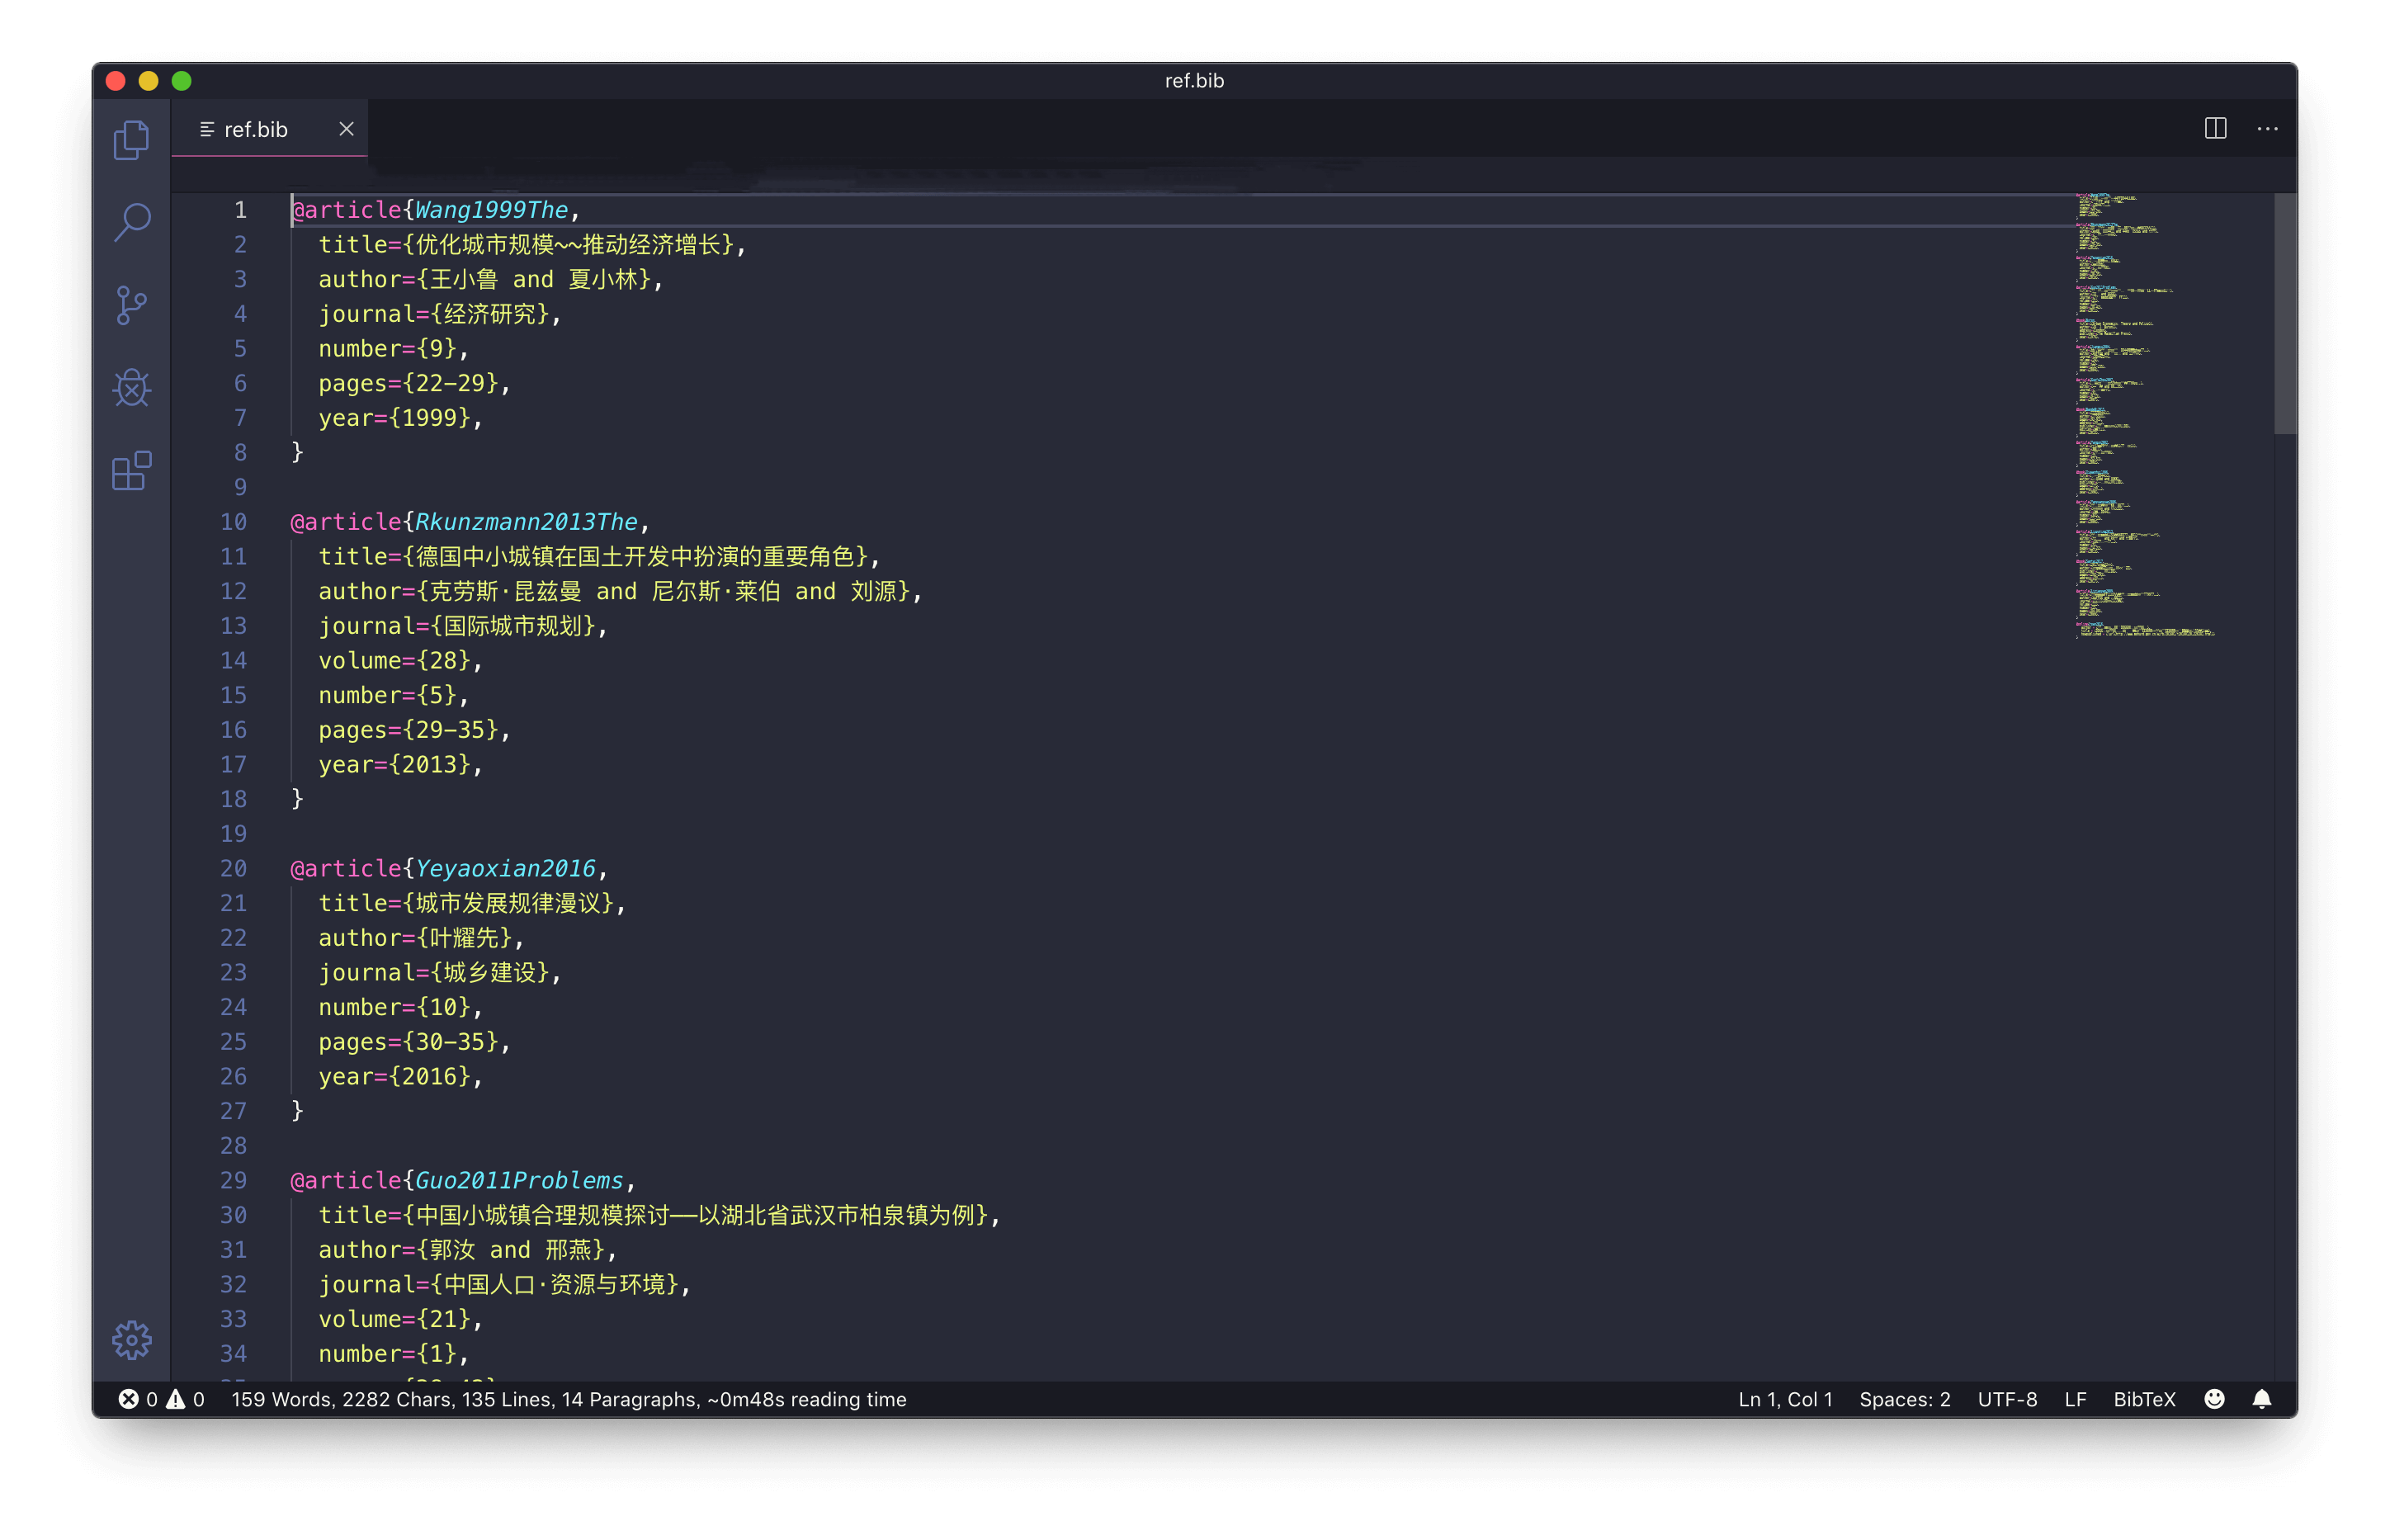 ref.bib
ref.bib
1 @article{Wang1999The,
2   title={优化城市规模~~推动经济增长},
3   author={王小鲁 and 夏小林},
4   journal={经济研究},
5   number={9},
6   pages={22-29},
7   year={1999},
8 }
9
10 @article{Rkunzmann2013The,
11   title={德国中小城镇在国土开发中扮演的重要角色},
12   author={克劳斯·昆兹曼 and 尼尔斯·莱伯 and 刘源},
13   journal={国际城市规划},
14   volume={28},
15   number={5},
16   pages={29-35},
17   year={2013},
18 }
19
20 @article{Yeyaoxian2016,
21   title={城市发展规律漫议},
22   author={叶耀先},
23   journal={城乡建设},
24   number={10},
25   pages={30-35},
26   year={2016},
27 }
28
29 @article{Guo2011Problems,
30   title={中国小城镇合理规模探讨——以湖北省武汉市柏泉镇为例},
31   author={郭汝 and 邢燕},
32   journal={中国人口·资源与环境},
33   volume={21},
34   number={1},
0 0 159 Words, 2282 Chars, 135 Lines, 14 Paragraphs, ~0m48s reading time Ln 1, Col 1 Spaces: 2 UTF-8 LF BibTeX